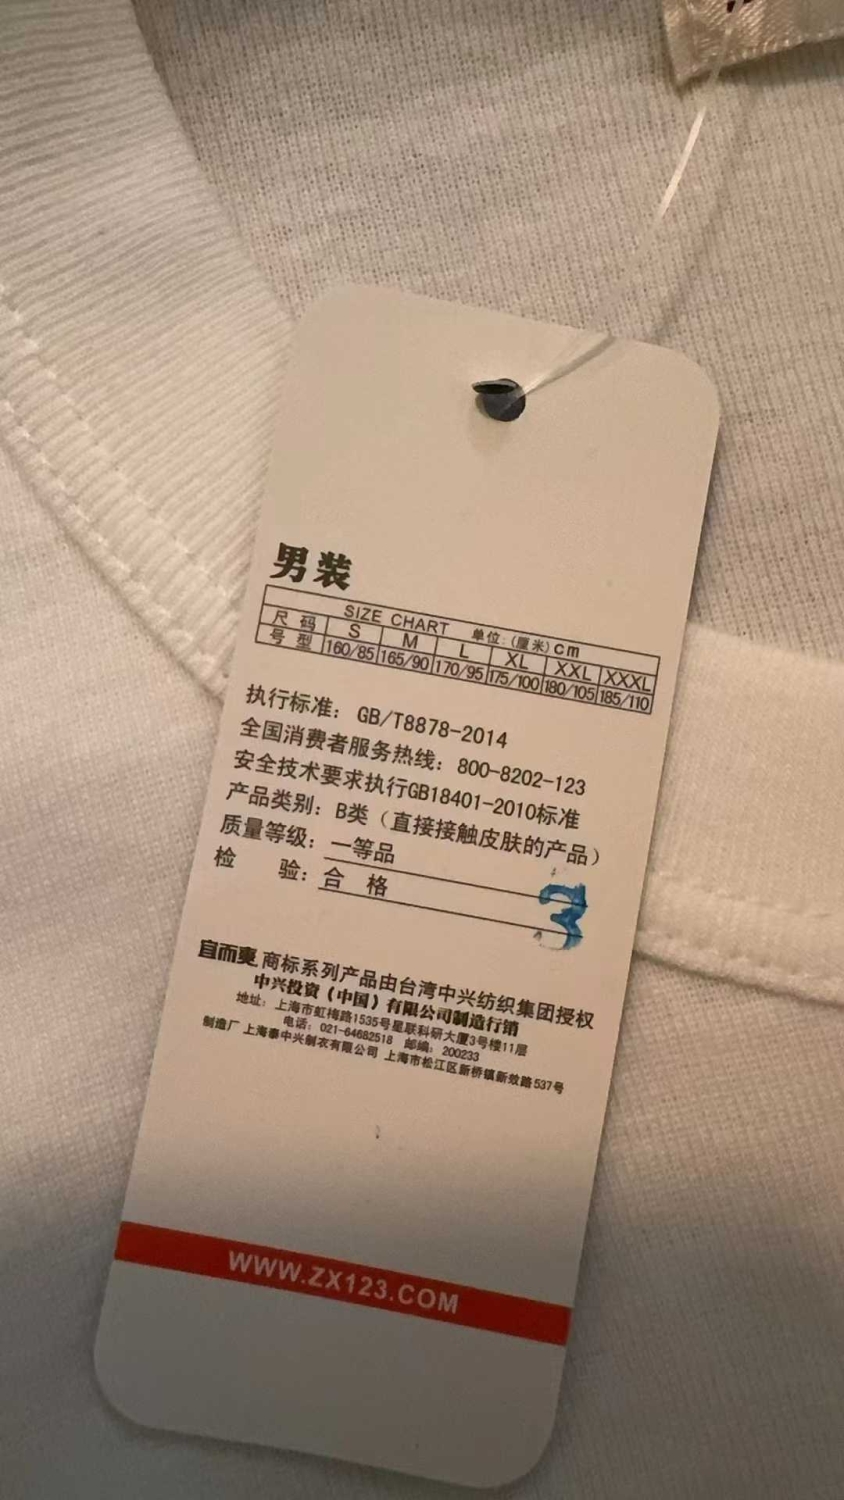 男装
SIZE CHART 单位:(厘米)cm
尺码 S M L XL XXL XXXL
号型 160/85 165/90 170/95 175/100 180/105 185/110
执行标准: GB/T8878-2014
全国消费者服务热线: 800-8202-123
安全技术要求执行GB18401-2010标准
产品类别: B类(直接接触皮肤的产品)
质量等级: 一等品
检 验: 合 格
3
宜而爽 商标系列产品由台湾中兴纺织集团授权
中兴投资(中国)有限公司制造行销
地址: 上海市虹梅路1535号星联科研大厦3号楼11层
电话: 021-64682518 邮编: 200233
制造厂 上海泰中兴制衣有限公司 上海市松江区新桥镇新效路537号
WWW.ZX123.COM